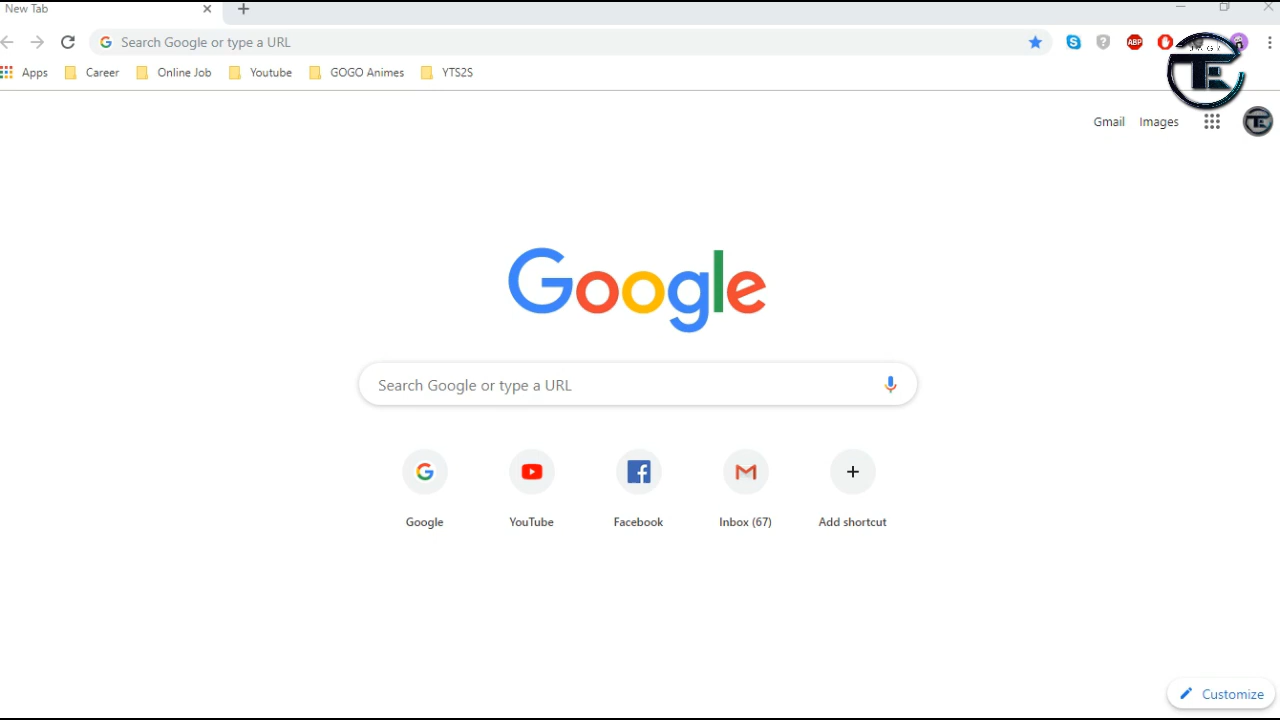 New Tab
Search Google or type a URL
ABP
Apps Career Online Job Youtube GOGO Animes YTS2S
TE
Gmail Images
Google
Search Google or type a URL
Google YouTube Facebook Inbox (67) Add shortcut
Customize